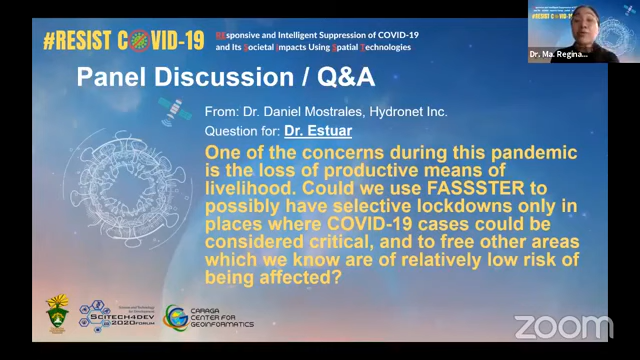 #RESIST COVID-19
REsponsive and Intelligent Suppression of COVID-19
and Its Societal Impacts Using Spatial Technologies
Panel Discussion / Q&A
Dr. Ma. Regina...
From: Dr. Daniel Mostrales, Hydronet Inc.
Question for: Dr. Estuar
One of the concerns during this pandemic
is the loss of productive means of
livelihood. Could we use FASSSTER to
possibly have selective lockdowns only in
places where COVID-19 cases could be
considered critical, and to free other areas
which we know are of relatively low risk of
being affected?
SCITECH4DEV
2020FORUM
CARAGA
CENTER FOR
GEOINFORMATICS
zoom